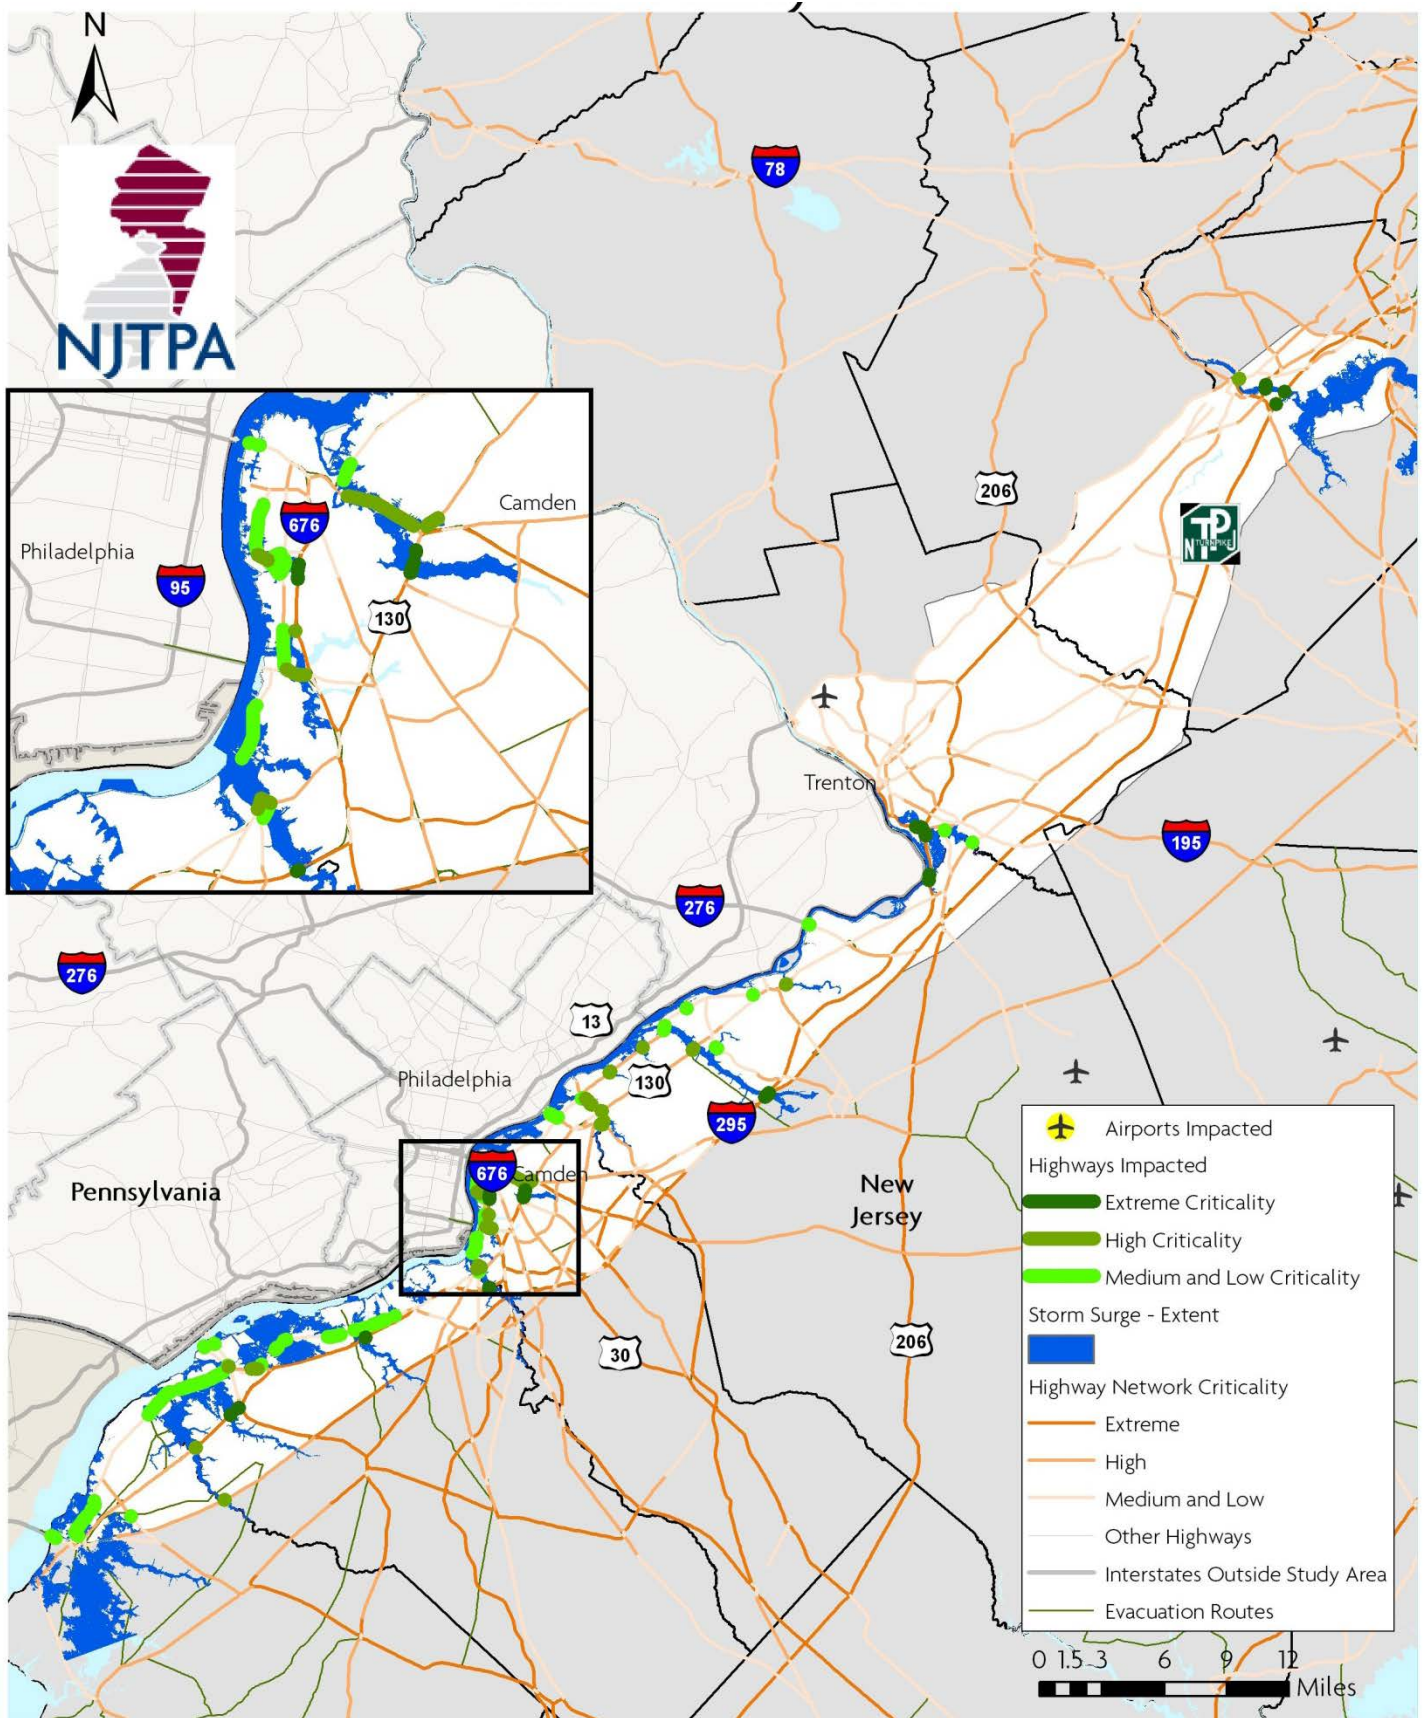 N
NJTPA
78
206
NTPJ
TURNPIKE
Philadelphia
95
676
Camden
130
Trenton
195
276
276
13
130
Philadelphia
295
676
Camden
Pennsylvania
New
Jersey
30
206
Airports Impacted
Highways Impacted
Extreme Criticality
High Criticality
Medium and Low Criticality
Storm Surge - Extent
Highway Network Criticality
Extreme
High
Medium and Low
Other Highways
Interstates Outside Study Area
Evacuation Routes
0 1.5 3 6 9 12
Miles